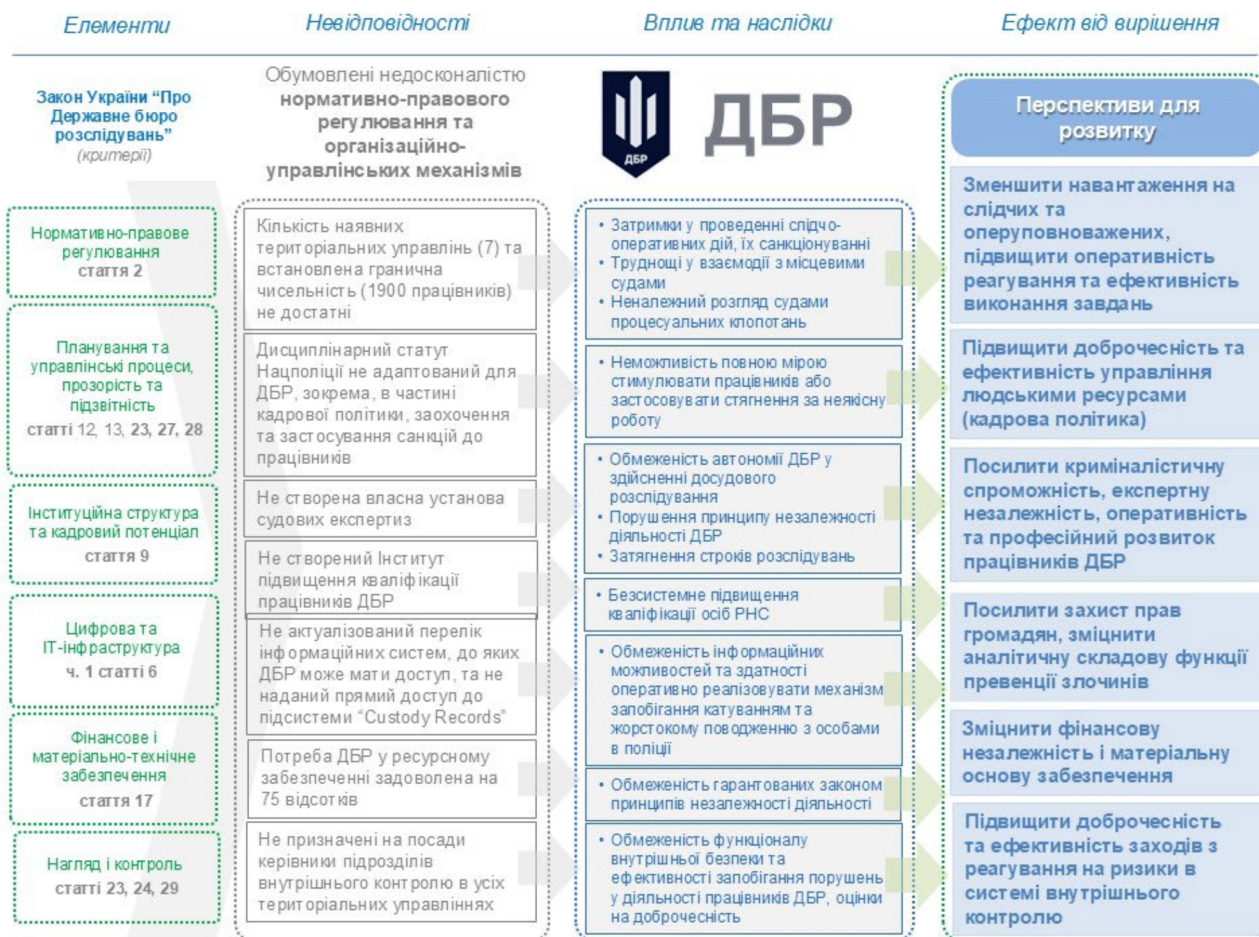 Елементи
Невідповідності
Вплив та наслідки
Ефект від вирішення
Закон України “Про
Державне бюро
розслідувань”
(критерії)
Обумовлені недосконалістю
нормативно-правового
регулювання та
організаційно-
управлінських механізмів
ДБР
ДБР
Перспективи для
розвитку
Нормативно-правове
регулювання
стаття 2
Кількість наявних
територіальних управлінь (7) та
встановлена гранична
чисельність (1900 працівників)
не достатні
• Затримки у проведенні слідчо-
оперативних дій, їх санкціонуванні
• Труднощі у взаємодії з місцевими
судами
• Неналежний розгляд судами
процесуальних клопотань
Зменшити навантаження на
слідчих та
оперуповноважених,
підвищити оперативність
реагування та ефективність
виконання завдань
Планування та
управлінські процеси,
прозорість та
підзвітність
статті 12, 13, 23, 27, 28
Дисциплінарний статут
Нацполіції не адаптований для
ДБР, зокрема, в частині
кадрової політики, заохочення
та застосування санкцій до
працівників
• Неможливість повною мірою
стимулювати працівників або
застосовувати стягнення за неякісну
роботу
Підвищити доброчесність та
ефективність управління
людськими ресурсами
(кадрова політика)
Інституційна структура
та кадровий потенціал
стаття 9
Не створена власна установа
судових експертиз
Не створений Інститут
підвищення кваліфікації
працівників ДБР
• Обмеженість автономії ДБР у
здійсненні досудового
розслідування
• Порушення принципу незалежності
діяльності ДБР
• Затягнення строків розслідувань
• Безсистемне підвищення
кваліфікації осіб РНС
Посилити криміналістичну
спроможність, експертну
незалежність, оперативність
та професійний розвиток
працівників ДБР
Цифрова та
ІТ-інфраструктура
ч. 1 статті 6
Не актуалізований перелік
інформаційних систем, до яких
ДБР може мати доступ, та не
наданий прямий доступ до
підсистеми “Custody Records”
• Обмеженість інформаційних
можливостей та здатності
оперативно реалізовувати механізм
запобігання катуванням та
жорстокому поводженню з особами
в поліції
Посилити захист прав
громадян, зміцнити
аналітичну складову функції
превенції злочинів
Фінансове і
матеріально-технічне
забезпечення
стаття 17
Потреба ДБР у ресурсному
забезпеченні задоволена на
75 відсотків
• Обмеженість гарантованих законом
принципів незалежності діяльності
Зміцнити фінансову
незалежність і матеріальну
основу забезпечення
Нагляд і контроль
статті 23, 24, 29
Не призначені на посади
керівники підрозділів
внутрішнього контролю в усіх
територіальних управліннях
• Обмеженість функціоналу
внутрішньої безпеки та
ефективності запобігання порушень
у діяльності працівників ДБР, оцінки
на доброчесність
Підвищити доброчесність
та ефективність заходів з
реагування на ризики в
системі внутрішнього
контролю